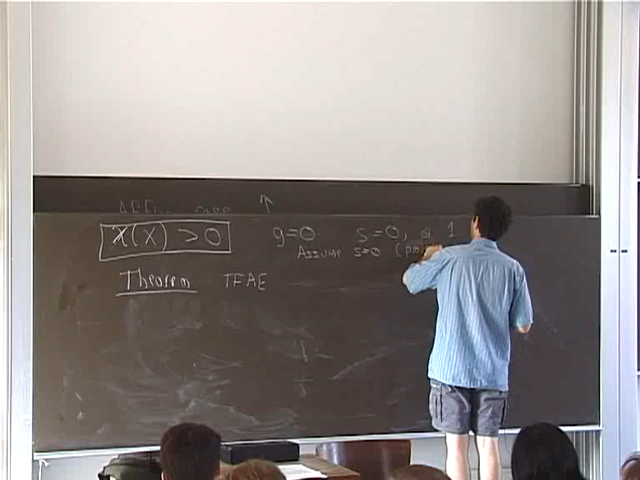 χ(X) > 0 g=0 s=0, or 1
Assume s=0
Theorem TFAE